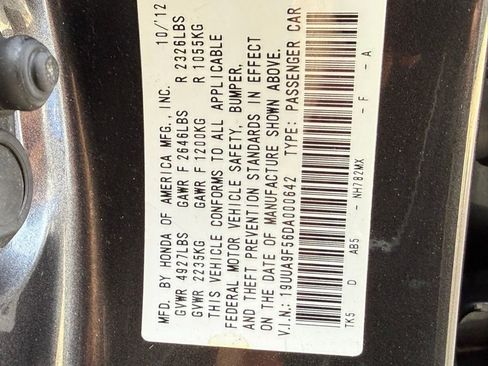 MFD. BY HONDA OF AMERICA MFG., INC. 10/'12
GVWR 4927LBS GAWR F 2646LBS R 2326LBS
GVWR 2235KG GAWR F 1200KG R 1055KG
THIS VEHICLE CONFORMS TO ALL APPLICABLE
FEDERAL MOTOR VEHICLE SAFETY, BUMPER,
AND THEFT PREVENTION STANDARDS IN EFFECT
ON THE DATE OF MANUFACTURE SHOWN ABOVE.
V.I.N.: 19UUA9F56DA000642 TYPE: PASSENGER CAR
TK5 D AB5 - NH782MX - F - A